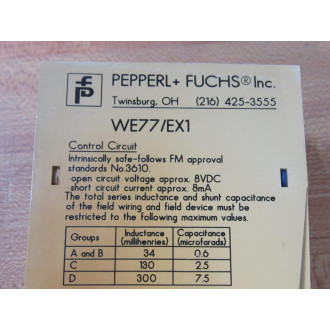 PEPPERL+ FUCHS® Inc.
Twinsburg, OH (216) 425-3555
WE77/EX1
Control Circuit
Intrinsically safe-follows FM approval
standards No.3610.
-open circuit voltage approx. 8VDC
-short circuit current approx. 8mA
The total series inductance and shunt capacitance
of the field wiring and field device must be
restricted to the following maximum values.
Groups Inductance (millihenries) Capacitance (microfarads)
A and B 34 0.6
C 130 2.5
D 300 7.5